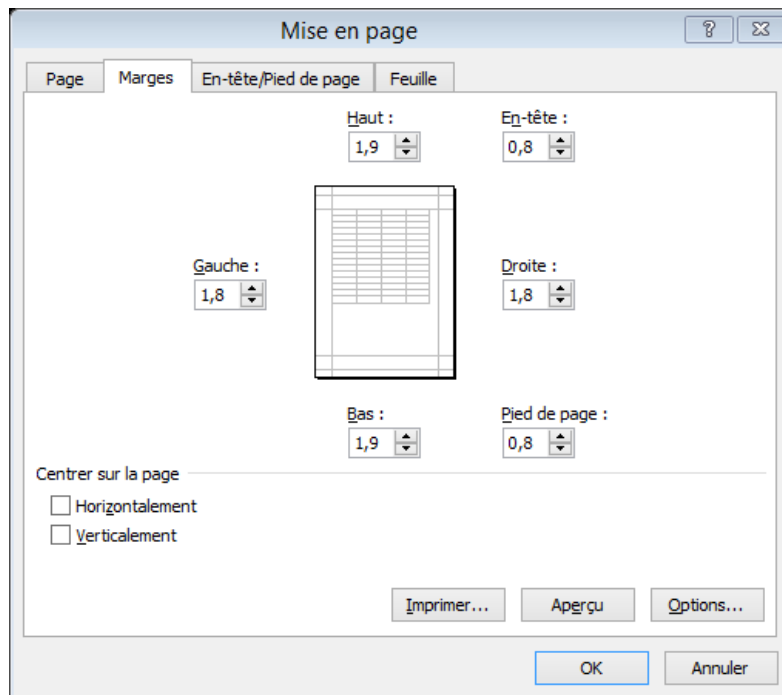 Mise en page
Page Marges En-tête/Pied de page Feuille
Haut : En-tête :
1,9 0,8
Gauche : Droite :
1,8 1,8
Bas : Pied de page :
1,9 0,8
Centrer sur la page
Horizontalement
Verticalement
Imprimer... Aperçu Options...
OK Annuler